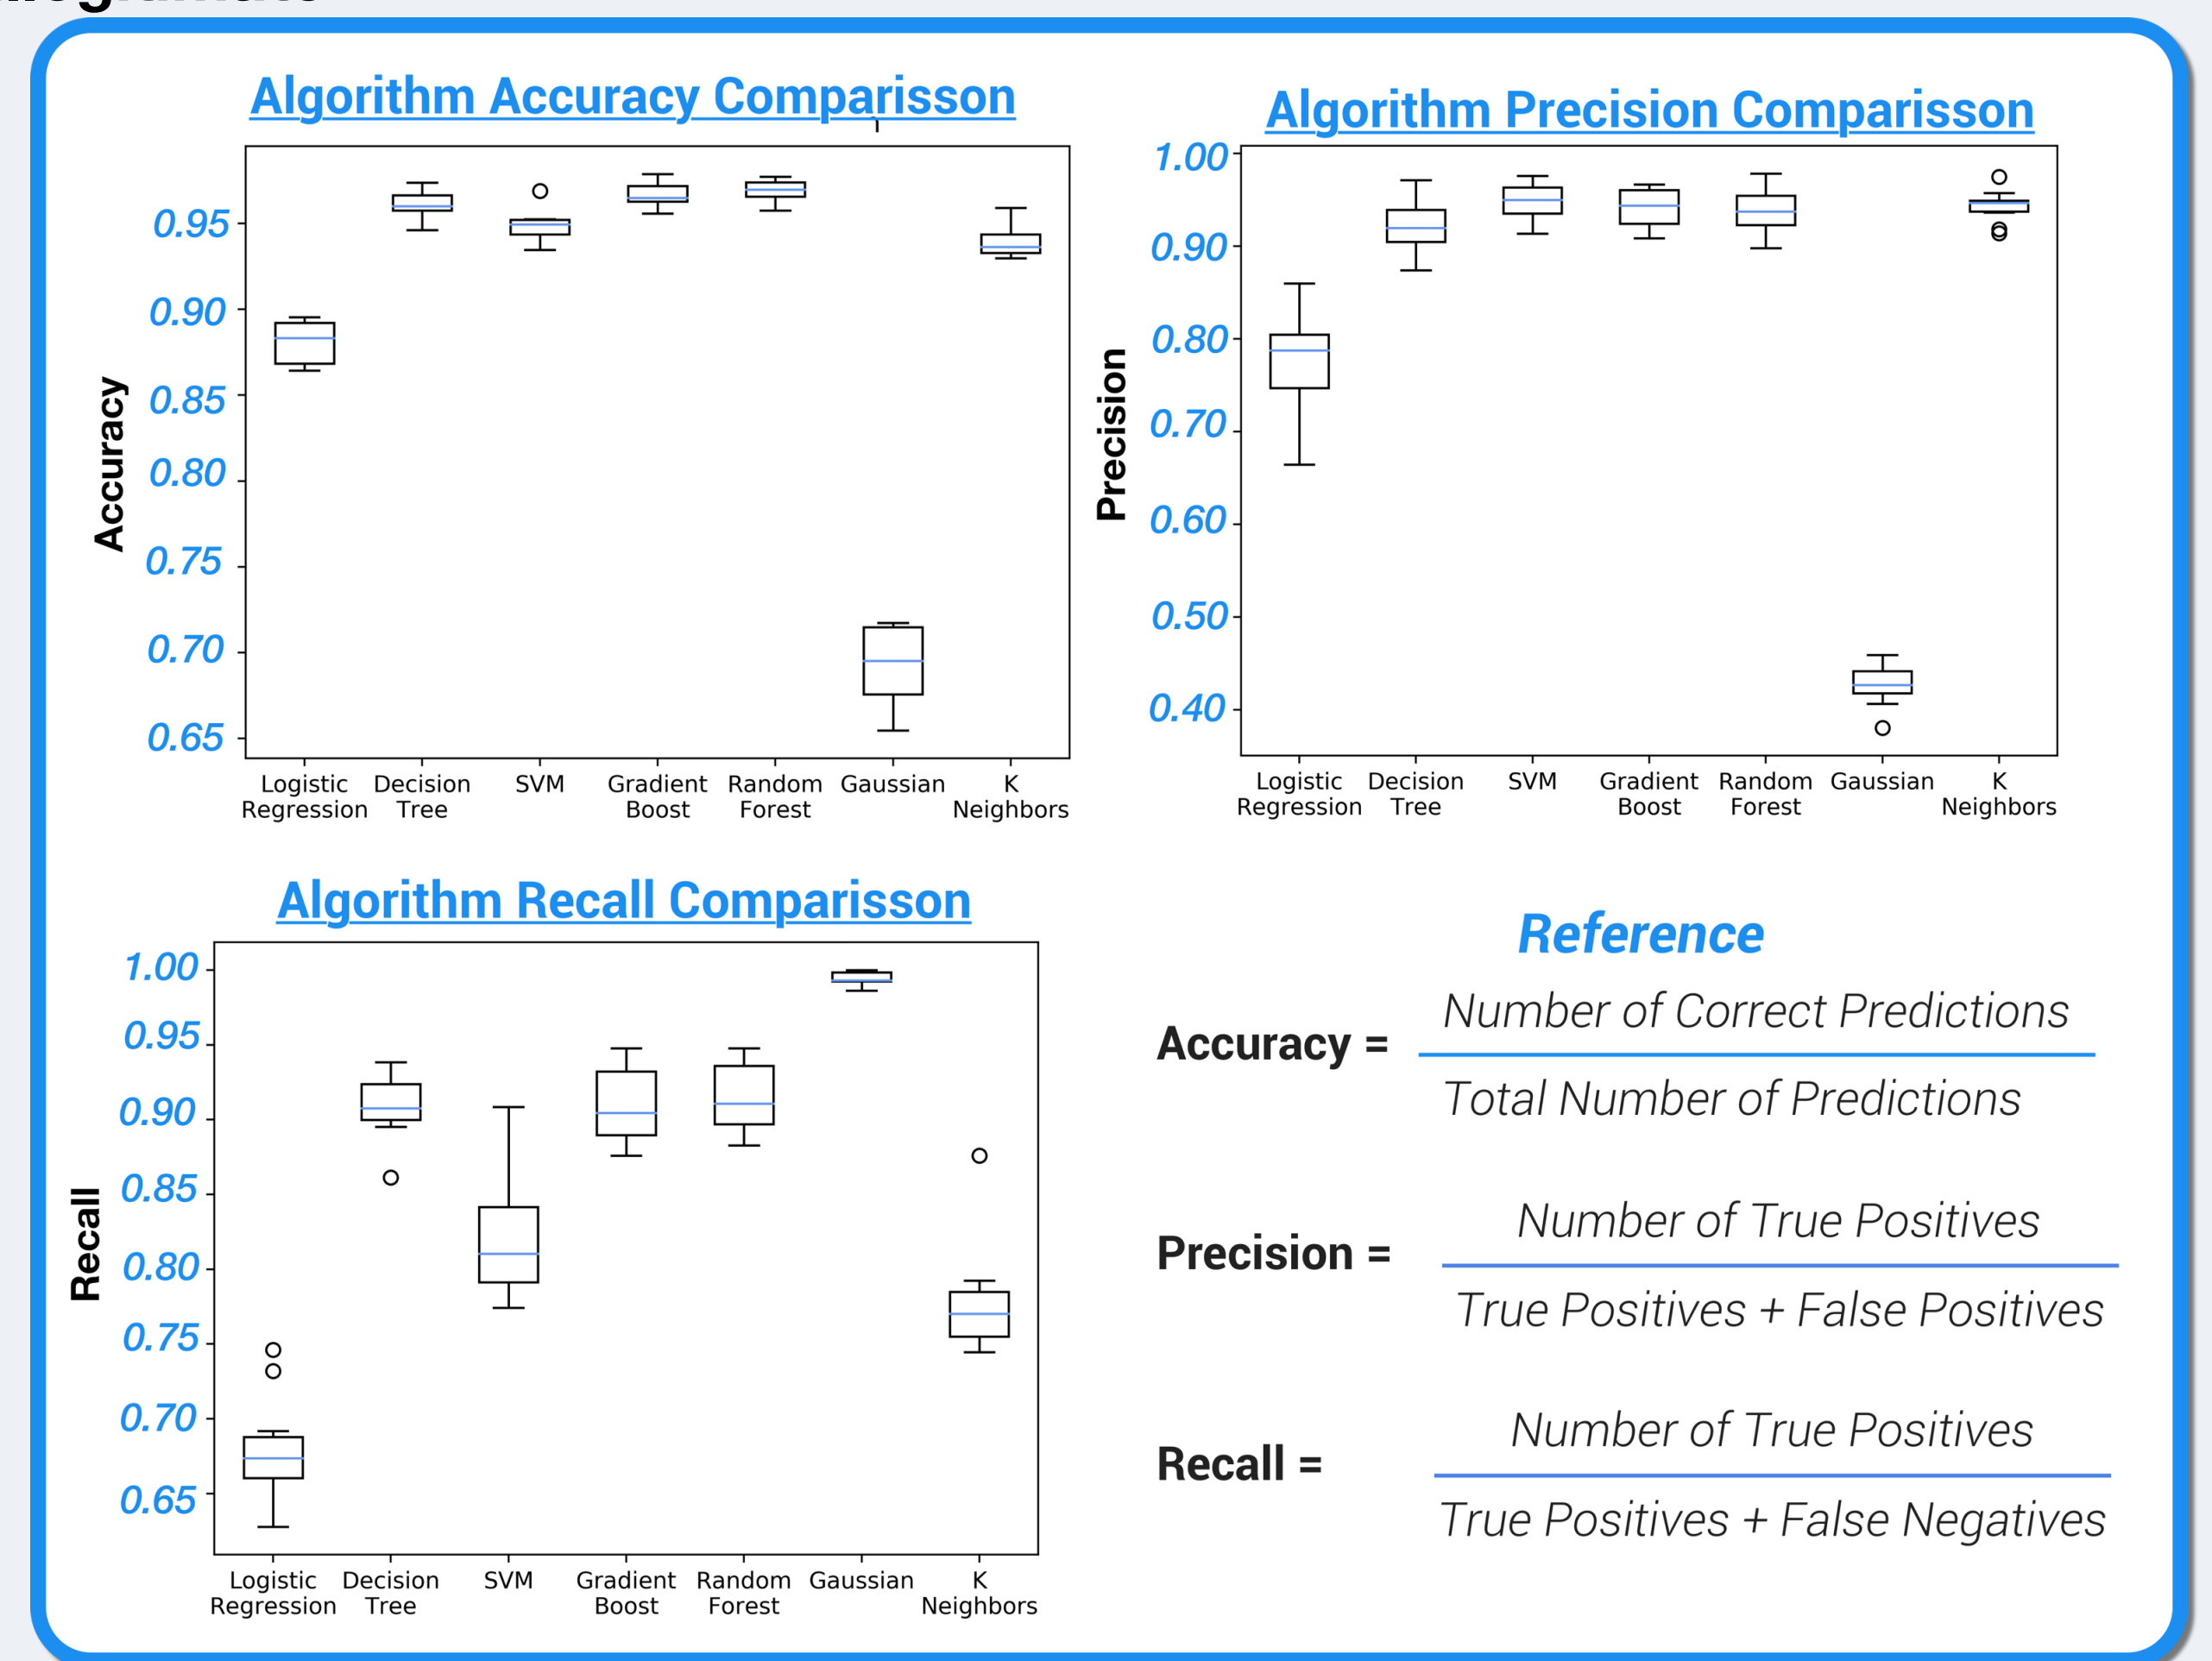 Algorithm Accuracy Comparisson
Accuracy
0.95
0.90
0.85
0.80
0.75
0.70
0.65
Logistic Regression
Decision Tree
SVM
Gradient Boost
Random Forest
Gaussian
K Neighbors
Algorithm Precision Comparisson
Precision
1.00
0.90
0.80
0.70
0.60
0.50
0.40
Logistic Regression
Decision Tree
SVM
Gradient Boost
Random Forest
Gaussian
K Neighbors
Algorithm Recall Comparisson
Recall
1.00
0.95
0.90
0.85
0.80
0.75
0.70
0.65
Logistic Regression
Decision Tree
SVM
Gradient Boost
Random Forest
Gaussian
K Neighbors
Reference
Accuracy =
Number of Correct Predictions
Total Number of Predictions
Precision =
Number of True Positives
True Positives + False Positives
Recall =
Number of True Positives
True Positives + False Negatives